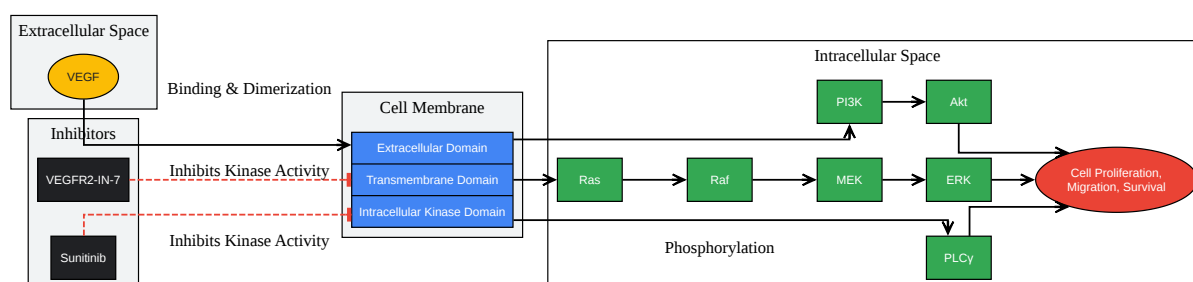 Extracellular Space
VEGF
Binding & Dimerization
Inhibitors
VEGFR2-IN-7
Inhibits Kinase Activity
Sunitinib
Inhibits Kinase Activity
Cell Membrane
Extracellular Domain
Transmembrane Domain
Intracellular Kinase Domain
Intracellular Space
PI3K
Akt
Ras
Raf
MEK
ERK
Cell Proliferation,
Migration, Survival
Phosphorylation
PLCγ